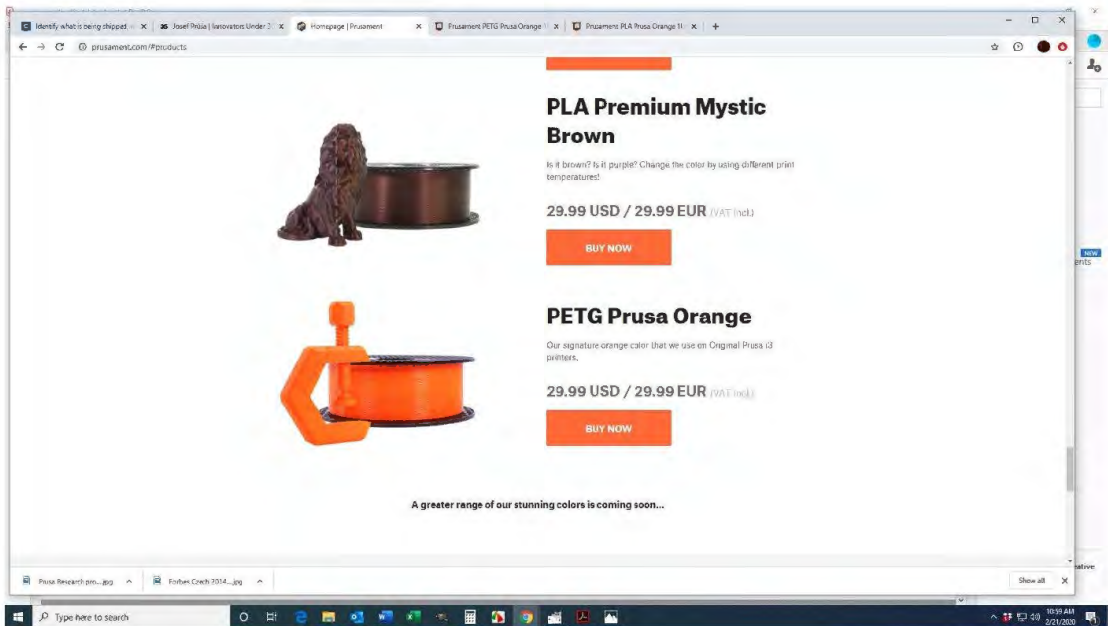 Identify what is being shipped
Josef Průša | Innovators Under 3
Homepage | Prusament
Prusament PETG Prusa Orange 1
Prusament PLA Prusa Orange 1
prusament.com/#products
PLA Premium Mystic
Brown
Is it brown? Is it purple? Change the color by using different print
temperatures!
29.99 USD / 29.99 EUR (VAT incl.)
BUY NOW
NEW
ents
PETG Prusa Orange
Our signature orange color that we use on Original Prusa i3
printers.
29.99 USD / 29.99 EUR (VAT incl.)
BUY NOW
A greater range of our stunning colors is coming soon...
eative
Prusa Research pro....jpg
Forbes Czech 2014....jpg
Show all
Type here to search
10:59 AM
2/21/2020